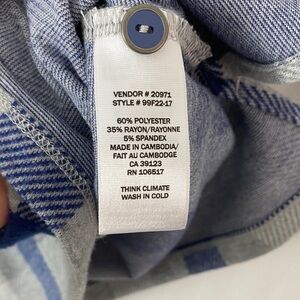 VENDOR # 20971
STYLE # 99F22-17
60% POLYESTER
35% RAYON/RAYONNE
5% SPANDEX
MADE IN CAMBODIA/
FAIT AU CAMBODGE
CA 39123
RN 106517
THINK CLIMATE
WASH IN COLD